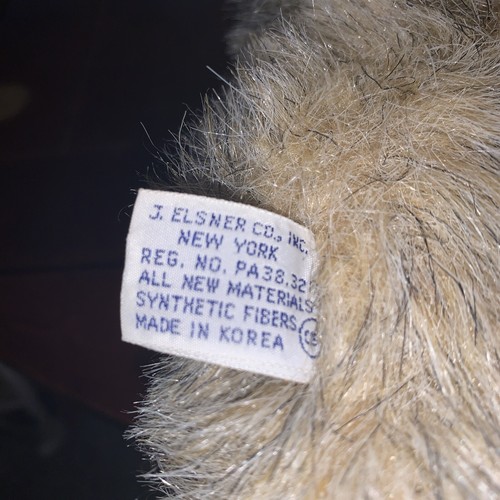 J. ELSNER CO., INC.
NEW YORK
REG. NO. PA38.32
ALL NEW MATERIALS
SYNTHETIC FIBERS
MADE IN KOREA